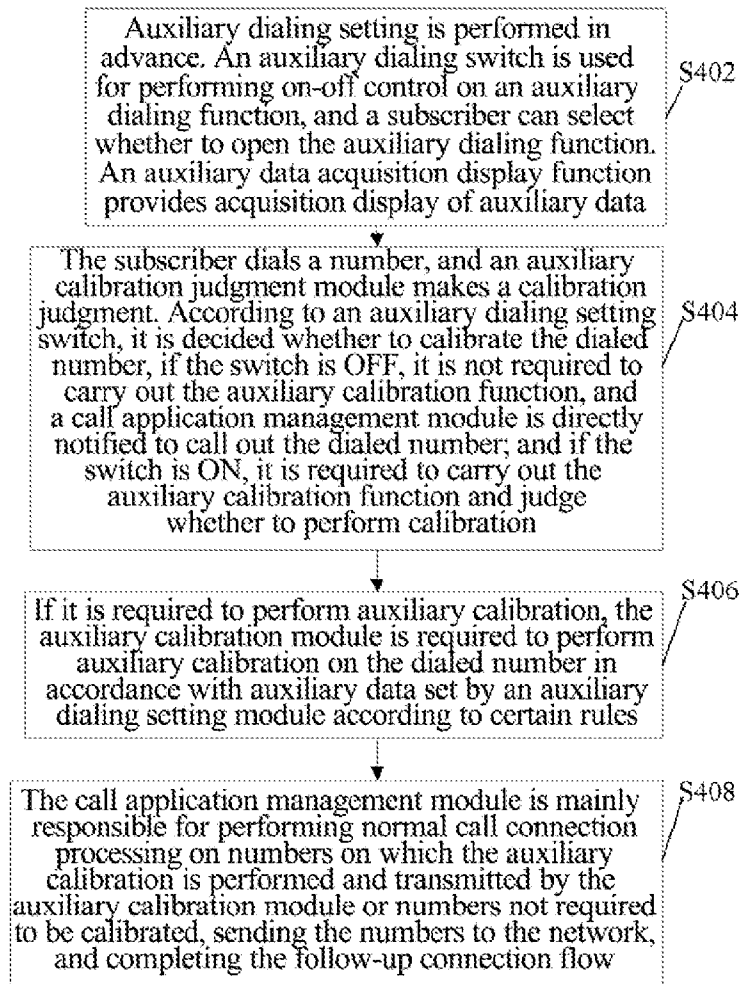 Auxiliary dialing setting is performed in
advance. An auxiliary dialing switch is used
for performing on-off control on an auxiliary
dialing function, and a subscriber can select
whether to open the auxiliary dialing function.
An auxiliary data acquisition display function
provides acquisition display of auxiliary data
S402
The subscriber dials a number, and an auxiliary
calibration judgment module makes a calibration
judgment. According to an auxiliary dialing setting
switch, it is decided whether to calibrate the dialed
number, if the switch is OFF, it is not required to
carry out the auxiliary calibration function, and
a call application management module is directly
notified to call out the dialed number; and if the
switch is ON, it is required to carry out the
auxiliary calibration function and judge
whether to perform calibration
S404
If it is required to perform auxiliary calibration, the
auxiliary calibration module is required to perform
auxiliary calibration on the dialed number in
accordance with auxiliary data set by an auxiliary
dialing setting module according to certain rules
S406
The call application management module is mainly
responsible for performing normal call connection
processing on numbers on which the auxiliary
calibration is performed and transmitted by the
auxiliary calibration module or numbers not required
to be calibrated, sending the numbers to the network,
and completing the follow-up connection flow
S408